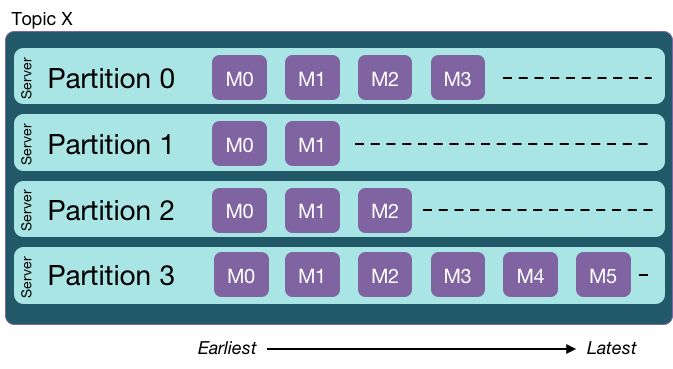 Topic X
Server Partition 0 M0 M1 M2 M3
Server Partition 1 M0 M1
Server Partition 2 M0 M1 M2
Server Partition 3 M0 M1 M2 M3 M4 M5
Earliest Latest